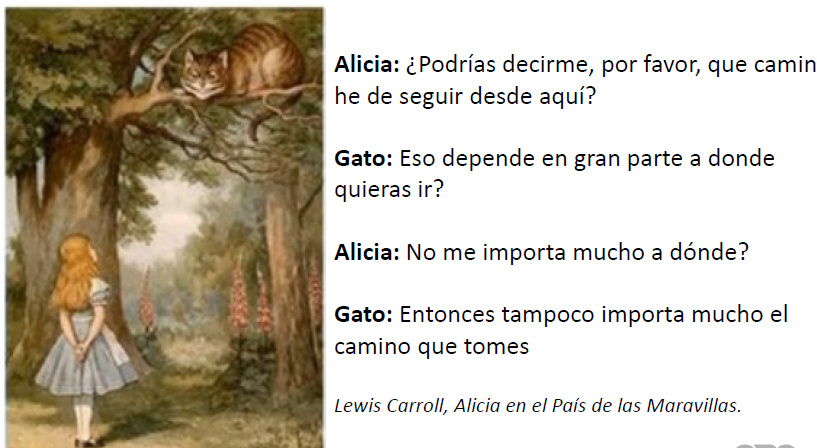 Alicia: ¿Podrías decirme, por favor, que camin
he de seguir desde aquí?
Gato: Eso depende en gran parte a donde
quieras ir?
Alicia: No me importa mucho a dónde?
Gato: Entonces tampoco importa mucho el
camino que tomes
Lewis Carroll, Alicia en el País de las Maravillas.